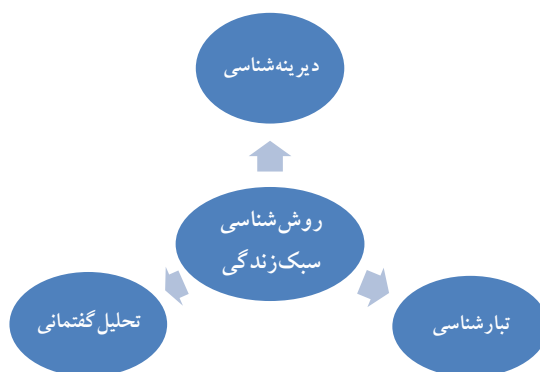 دیرینه‌شناسی
روش‌شناسی
سبک‌زندگی
تحلیل‌گفتمانی
تبارشناسی